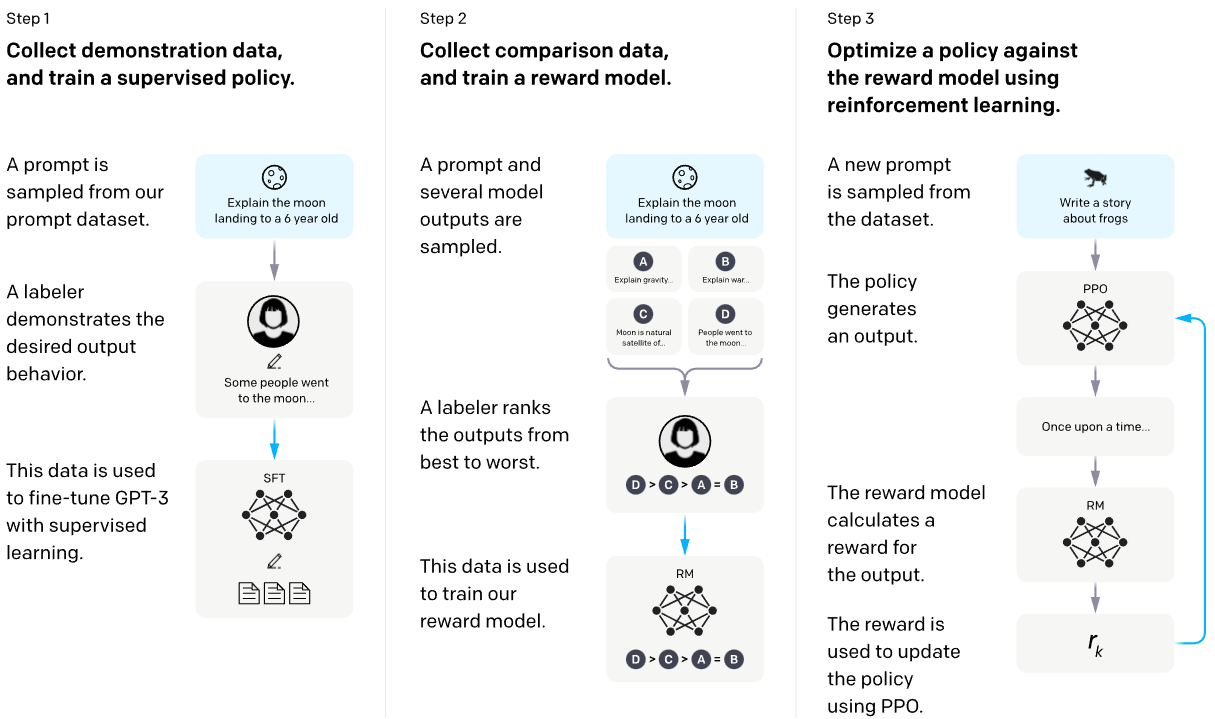 Step 1
Collect demonstration data,
and train a supervised policy.
A prompt is
sampled from our
prompt dataset.
Explain the moon
landing to a 6 year old
A labeler
demonstrates the
desired output
behavior.
Some people went
to the moon...
This data is used
to fine-tune GPT-3
with supervised
learning.
SFT
Step 2
Collect comparison data,
and train a reward model.
A prompt and
several model
outputs are
sampled.
Explain the moon
landing to a 6 year old
A
Explain gravity...
B
Explain war...
C
Moon is natural
satellite of...
D
People went to
the moon...
A labeler ranks
the outputs from
best to worst.
D > C > A = B
This data is used
to train our
reward model.
RM
D > C > A = B
Step 3
Optimize a policy against
the reward model using
reinforcement learning.
A new prompt
is sampled from
the dataset.
Write a story
about frogs
The policy
generates
an output.
PPO
Once upon a time...
The reward model
calculates a
reward for
the output.
RM
The reward is
used to update
the policy
using PPO.
rₖ